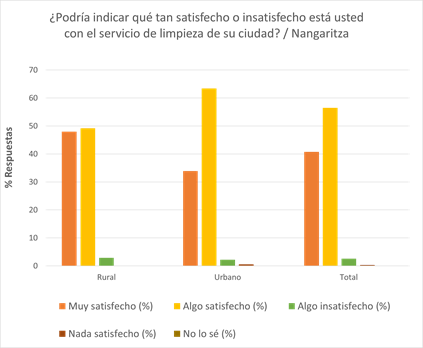 ¿Podría indicar qué tan satisfecho o insatisfecho está usted
con el servicio de limpieza de su ciudad? / Nangaritza
70
60
50
40
30
20
10
0
% Respuestas
Rural Urbano Total
Muy satisfecho (%) Algo satisfecho (%) Algo insatisfecho (%)
Nada satisfecho (%) No lo sé (%)